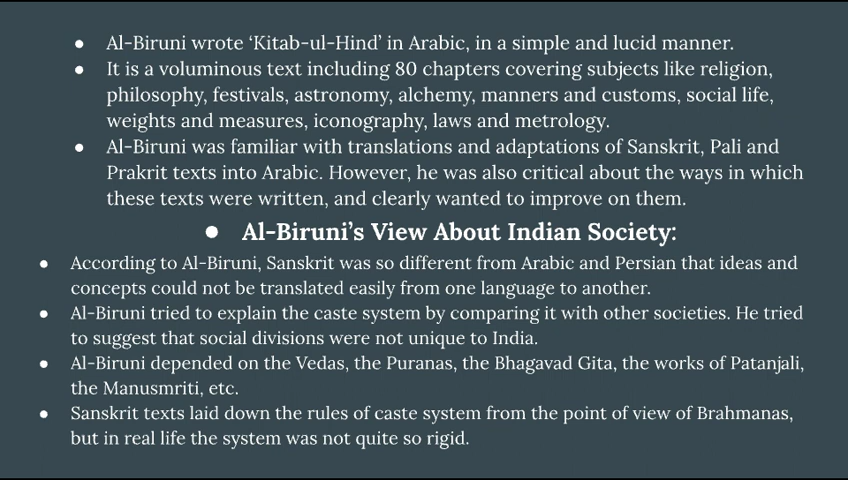 ● Al-Biruni wrote ‘Kitab-ul-Hind’ in Arabic, in a simple and lucid manner.
● It is a voluminous text including 80 chapters covering subjects like religion,
philosophy, festivals, astronomy, alchemy, manners and customs, social life,
weights and measures, iconography, laws and metrology.
● Al-Biruni was familiar with translations and adaptations of Sanskrit, Pali and
Prakrit texts into Arabic. However, he was also critical about the ways in which
these texts were written, and clearly wanted to improve on them.
● Al-Biruni’s View About Indian Society:
● According to Al-Biruni, Sanskrit was so different from Arabic and Persian that ideas and
concepts could not be translated easily from one language to another.
● Al-Biruni tried to explain the caste system by comparing it with other societies. He tried
to suggest that social divisions were not unique to India.
● Al-Biruni depended on the Vedas, the Puranas, the Bhagavad Gita, the works of Patanjali,
the Manusmriti, etc.
● Sanskrit texts laid down the rules of caste system from the point of view of Brahmanas,
but in real life the system was not quite so rigid.